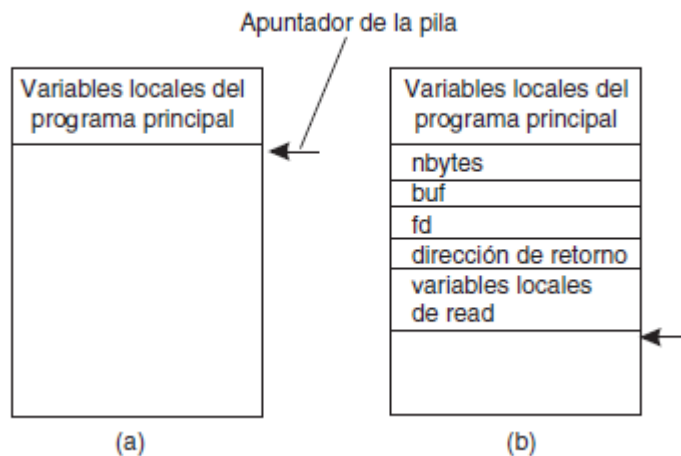 Apuntador de la pila
Variables locales del
programa principal
(a)
Variables locales del
programa principal
nbytes
buf
fd
dirección de retorno
variables locales
de read
(b)